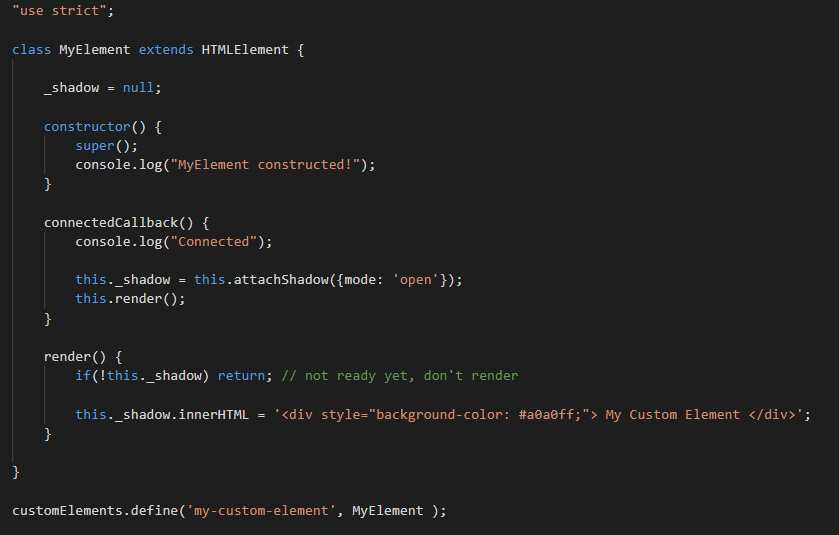 "use strict";
class MyElement extends HTMLElement {
_shadow = null;
constructor() {
super();
console.log("MyElement constructed!");
}
connectedCallback() {
console.log("Connected");
this._shadow = this.attachShadow({mode: 'open'});
this.render();
}
render() {
if(!this._shadow) return; // not ready yet, don't render
this._shadow.innerHTML = '<div style="background-color: #a0a0ff;"> My Custom Element </div>';
}
}
customElements.define('my-custom-element', MyElement );